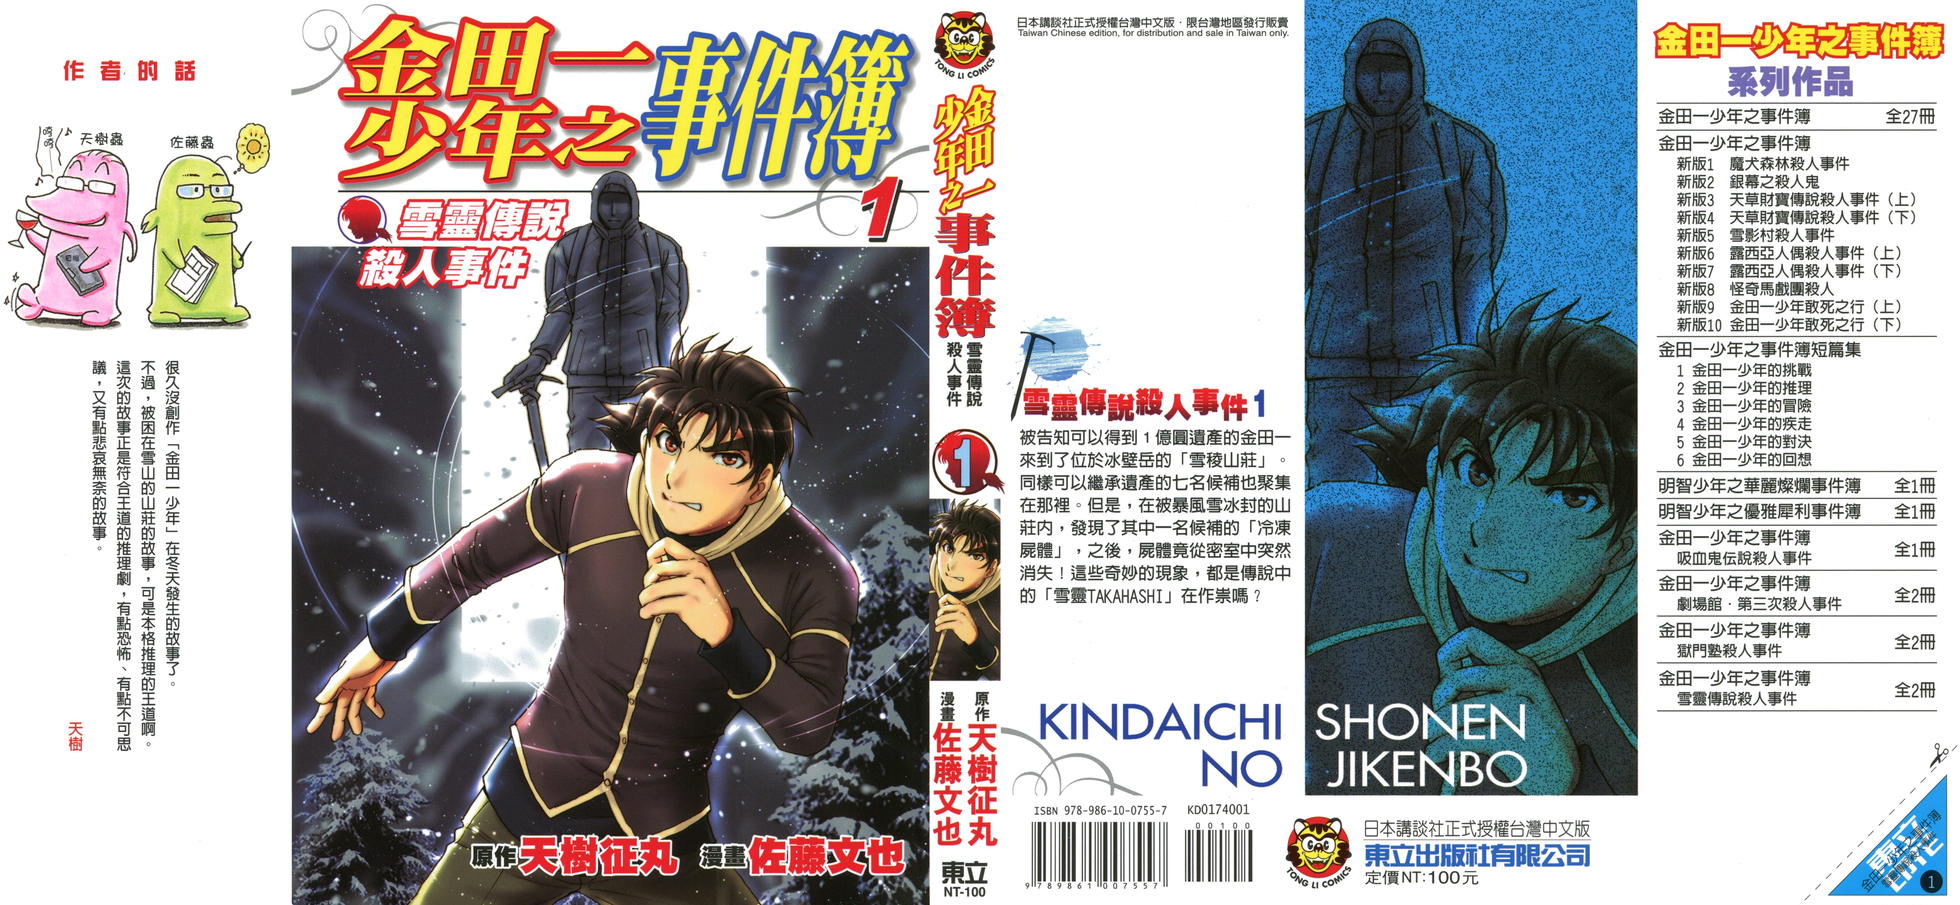 作者的話
天樹蟲
佐藤蟲
很久沒創作「金田一少年」在冬天發生的故事了。
不過，被困在雪山的山莊的故事，可是本格推理的王道啊。
這次的故事正是符合王道的推理劇，有點恐怖、有點不可思
議，又有點悲哀無奈的故事。
天樹
金田一
少年之事件簿
1
雪靈傳說
殺人事件
原作 天樹征丸 漫畫 佐藤文也
TONG LI COMICS
金田一
少年之
事件簿
雪靈傳說
殺人事件
1
原作 天樹征丸
漫畫 佐藤文也
東立
NT-100
日本講談社正式授權台灣中文版‧限台灣地區發行販賣
Taiwan Chinese edition, for distribution and sale in Taiwan only.
雪靈傳說殺人事件1
被告知可以得到1億圓遺產的金田一
來到了位於冰壁岳的「雪稜山莊」。
同樣可以繼承遺產的七名候補也聚集
在那裡。但是，在被暴風雪冰封的山
莊内，發現了其中一名候補的「冷凍
屍體」，之後，屍體竟從密室中突然
消失！這些奇妙的現象，都是傳說中
的「雪靈TAKAHASHI」在作祟嗎？
KINDAICHI SHONEN
NO JIKENBO
ISBN 978-986-10-0755-7
KD0174001
00100
9 789861 007557
TONG LI COMICS
日本講談社正式授權台灣中文版
東立出版社有限公司
定價NT:100元
金田一少年之事件簿
系列作品
金田一少年之事件簿 全27冊
金田一少年之事件簿
新版1 魔犬森林殺人事件
新版2 銀幕之殺人鬼
新版3 天草財寶傳說殺人事件（上）
新版4 天草財寶傳說殺人事件（下）
新版5 雪影村殺人事件
新版6 露西亞人偶殺人事件（上）
新版7 露西亞人偶殺人事件（下）
新版8 怪奇馬戲團殺人
新版9 金田一少年敢死之行（上）
新版10 金田一少年敢死之行（下）
金田一少年之事件簿短篇集
1 金田一少年的挑戰
2 金田一少年的推理
3 金田一少年的冒險
4 金田一少年的疾走
5 金田一少年的對決
6 金田一少年的回想
明智少年之華麗燦爛事件簿 全1冊
明智少年之優雅犀利事件簿 全1冊
金田一少年之事件簿
吸血鬼伝説殺人事件 全1冊
金田一少年之事件簿
劇場館‧第三次殺人事件 全2冊
金田一少年之事件簿
獄門塾殺人事件 全2冊
金田一少年之事件簿
雪靈傳說殺人事件 全2冊
東立
印花
金田一少年之事件簿
雪靈傳說殺人事件
1